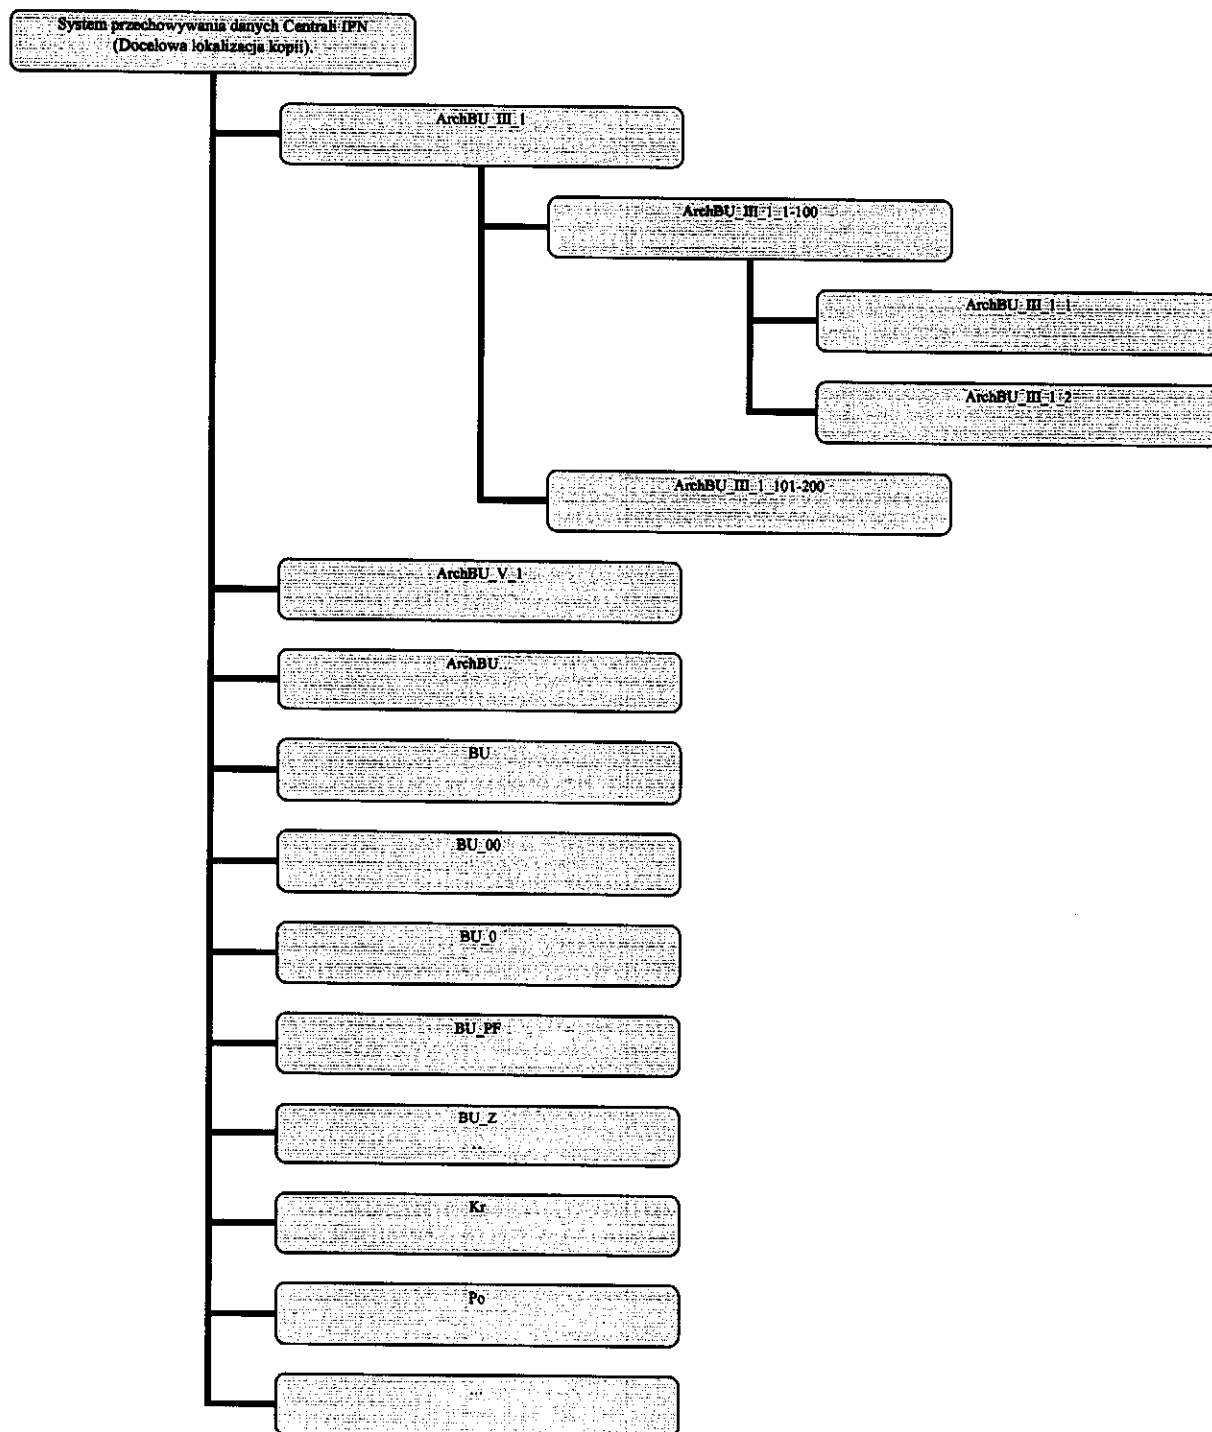 System przechowywania danych Centrali IPN
(Docelowa lokalizacja kopii).
ArchBU_III_1
ArchBU_III_1_1-100
ArchBU_III_1_1
ArchBU_III_1_2
ArchBU_III_1_101-200
ArchBU_V_1
ArchBU...
BU
BU_00
BU_0
...
BU_PF
BU_Z
...
Kr
Po
...